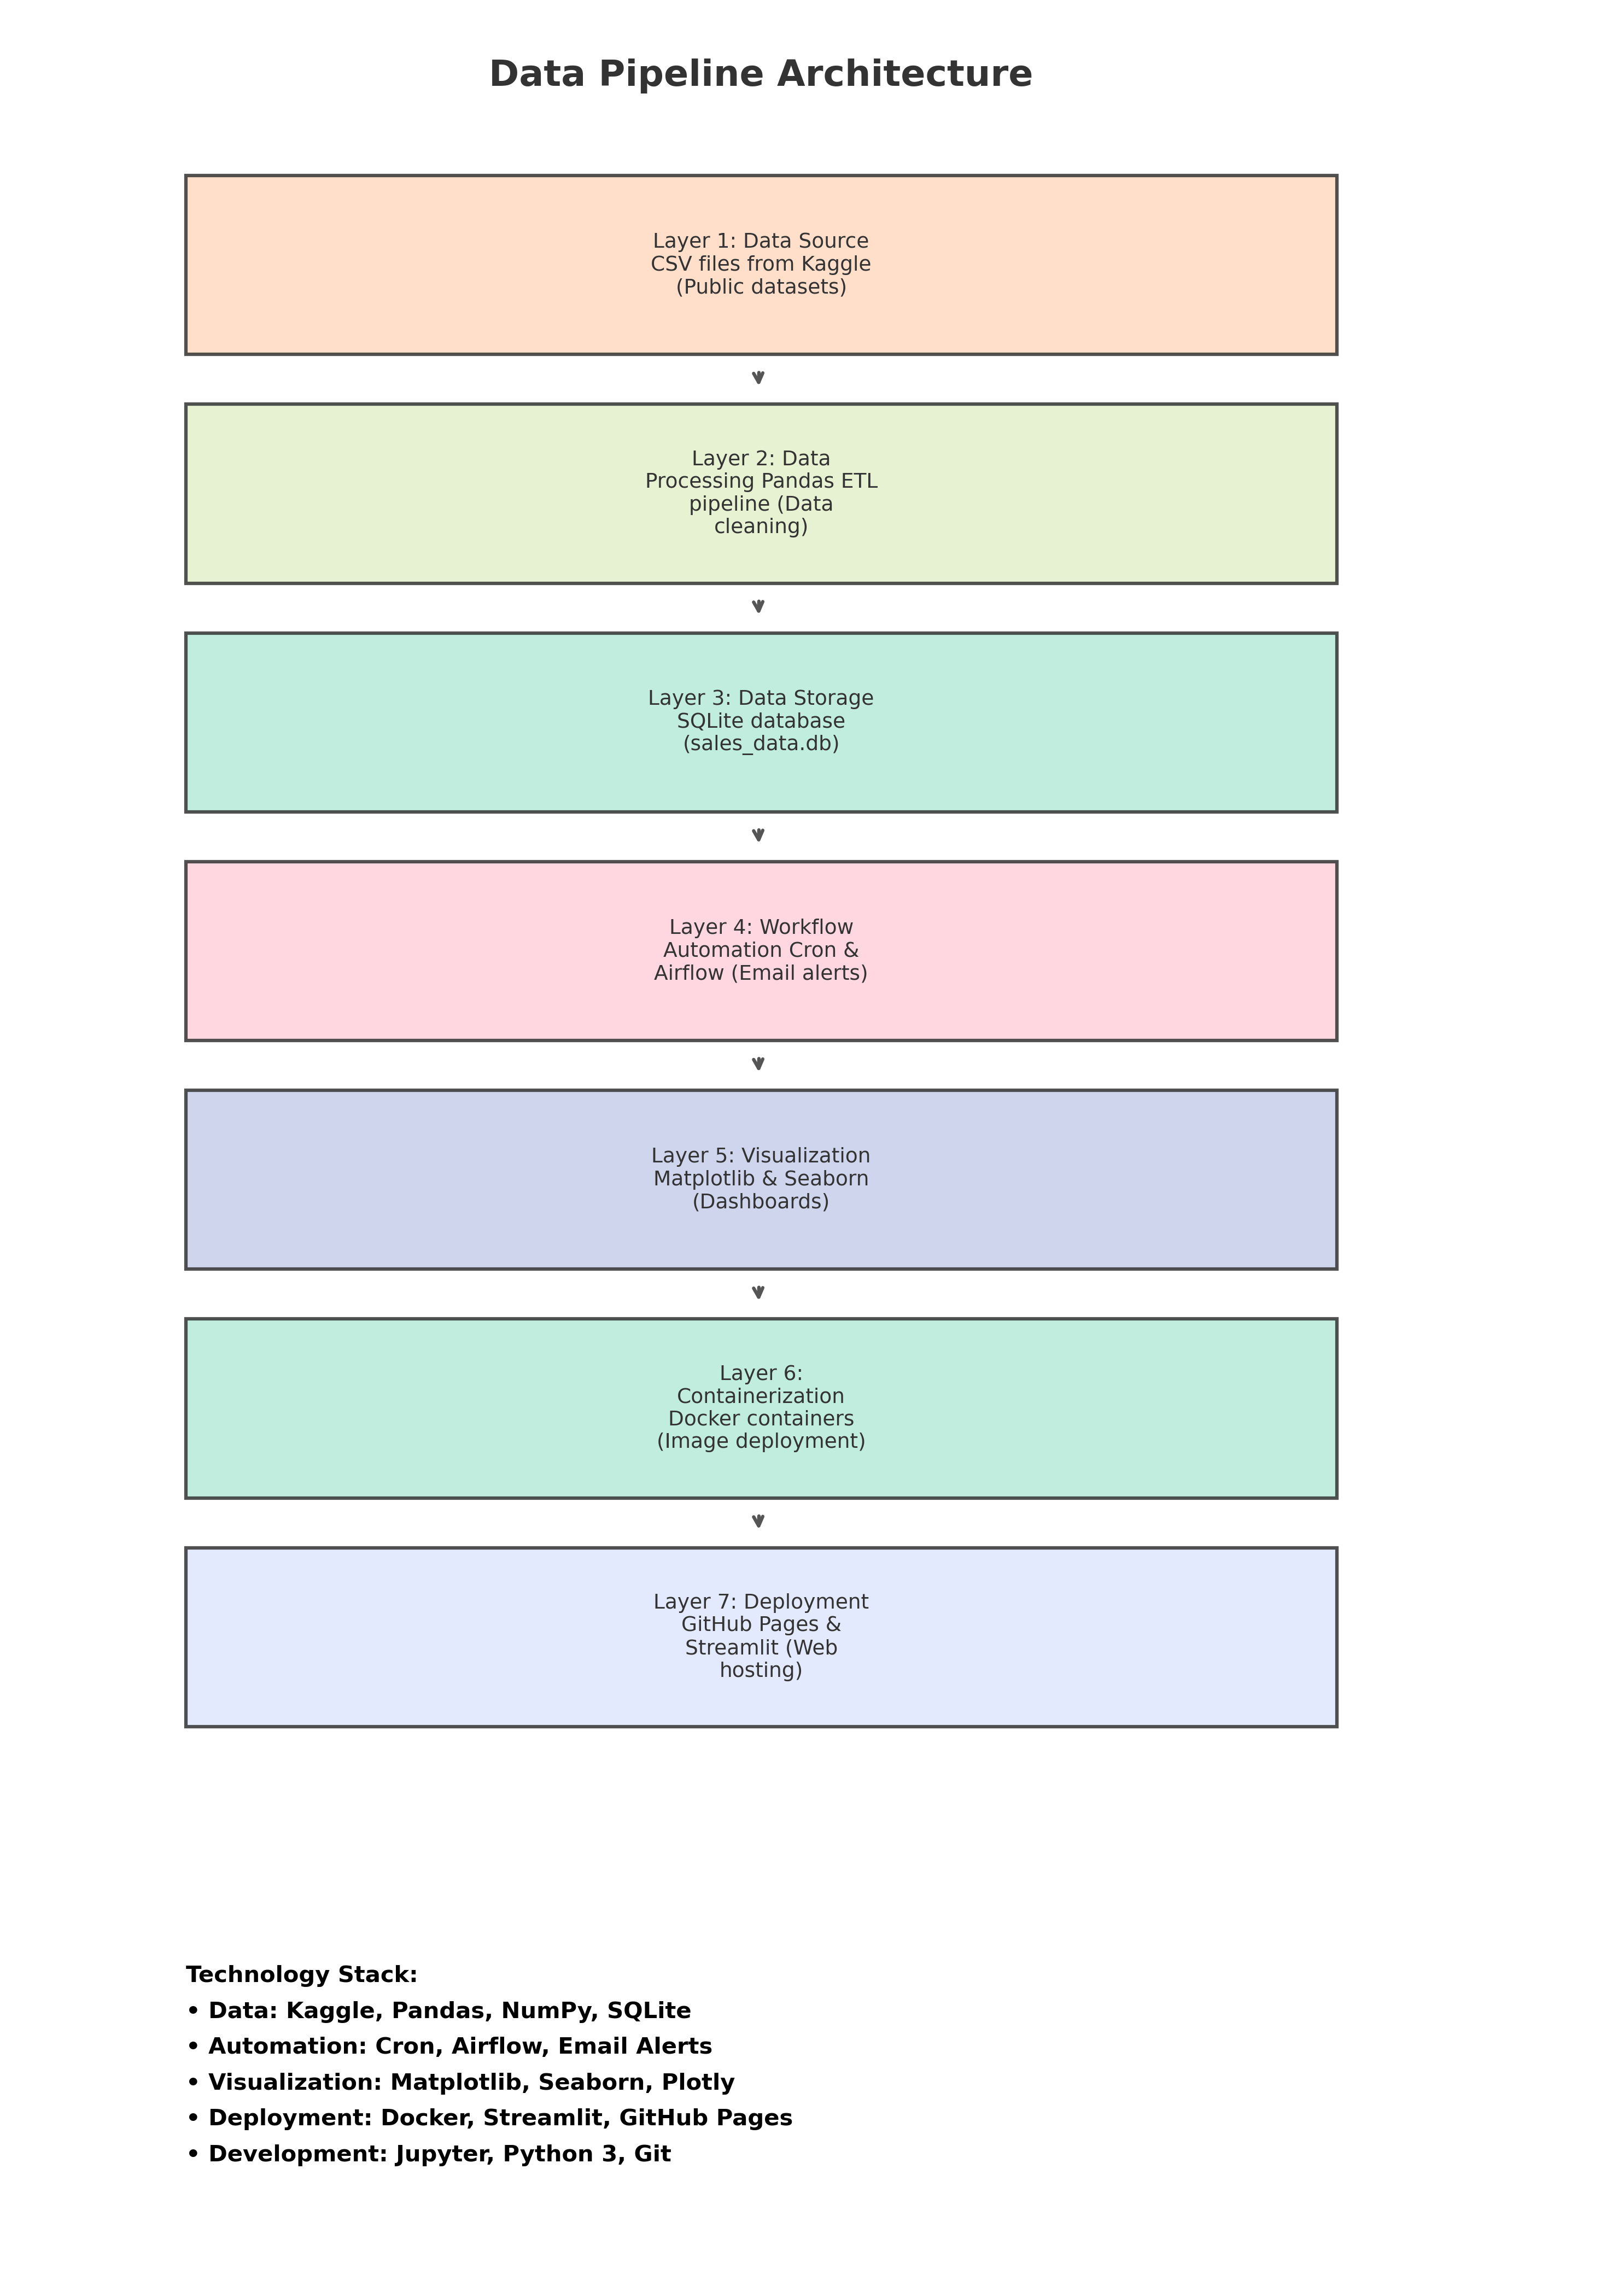 Data Pipeline Architecture
Layer 1: Data Source
CSV files from Kaggle
(Public datasets)
Layer 2: Data
Processing Pandas ETL
pipeline (Data
cleaning)
Layer 3: Data Storage
SQLite database
(sales_data.db)
Layer 4: Workflow
Automation Cron &
Airflow (Email alerts)
Layer 5: Visualization
Matplotlib & Seaborn
(Dashboards)
Layer 6:
Containerization
Docker containers
(Image deployment)
Layer 7: Deployment
GitHub Pages &
Streamlit (Web
hosting)
Technology Stack:
• Data: Kaggle, Pandas, NumPy, SQLite
• Automation: Cron, Airflow, Email Alerts
• Visualization: Matplotlib, Seaborn, Plotly
• Deployment: Docker, Streamlit, GitHub Pages
• Development: Jupyter, Python 3, Git